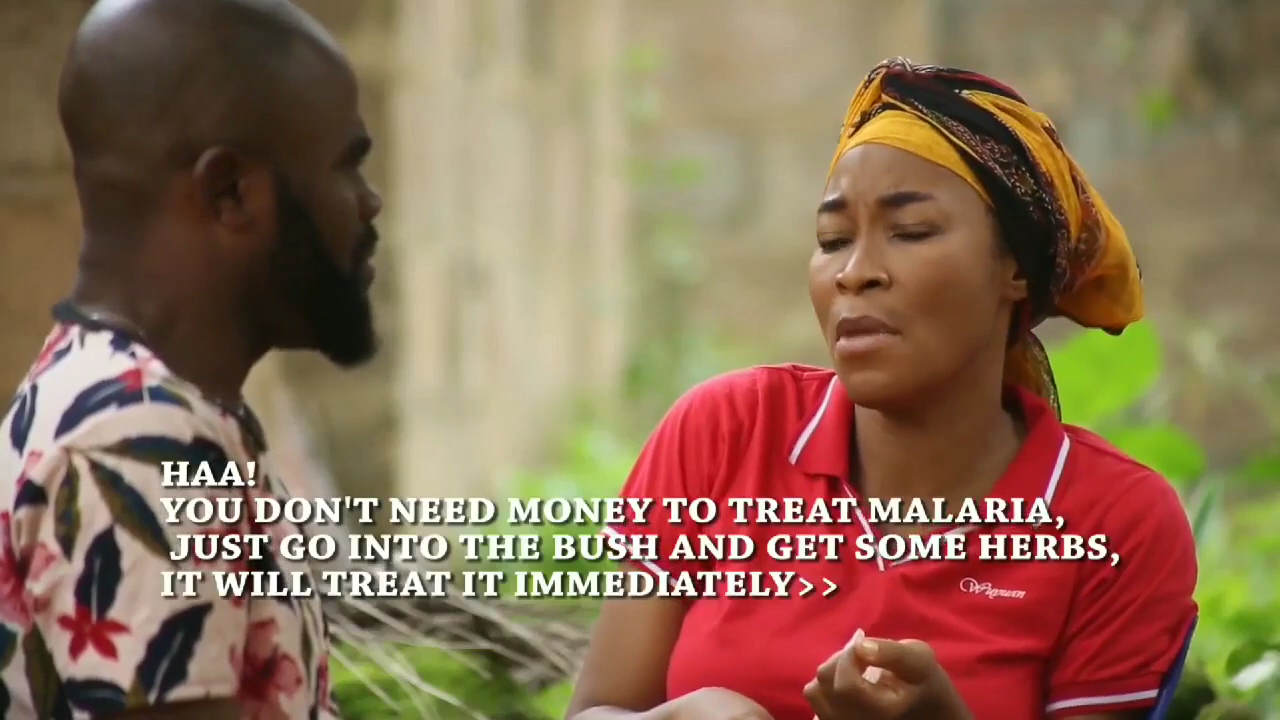 HAA!
YOU DON'T NEED MONEY TO TREAT MALARIA,
JUST GO INTO THE BUSH AND GET SOME HERBS,
IT WILL TREAT IT IMMEDIATELY>>